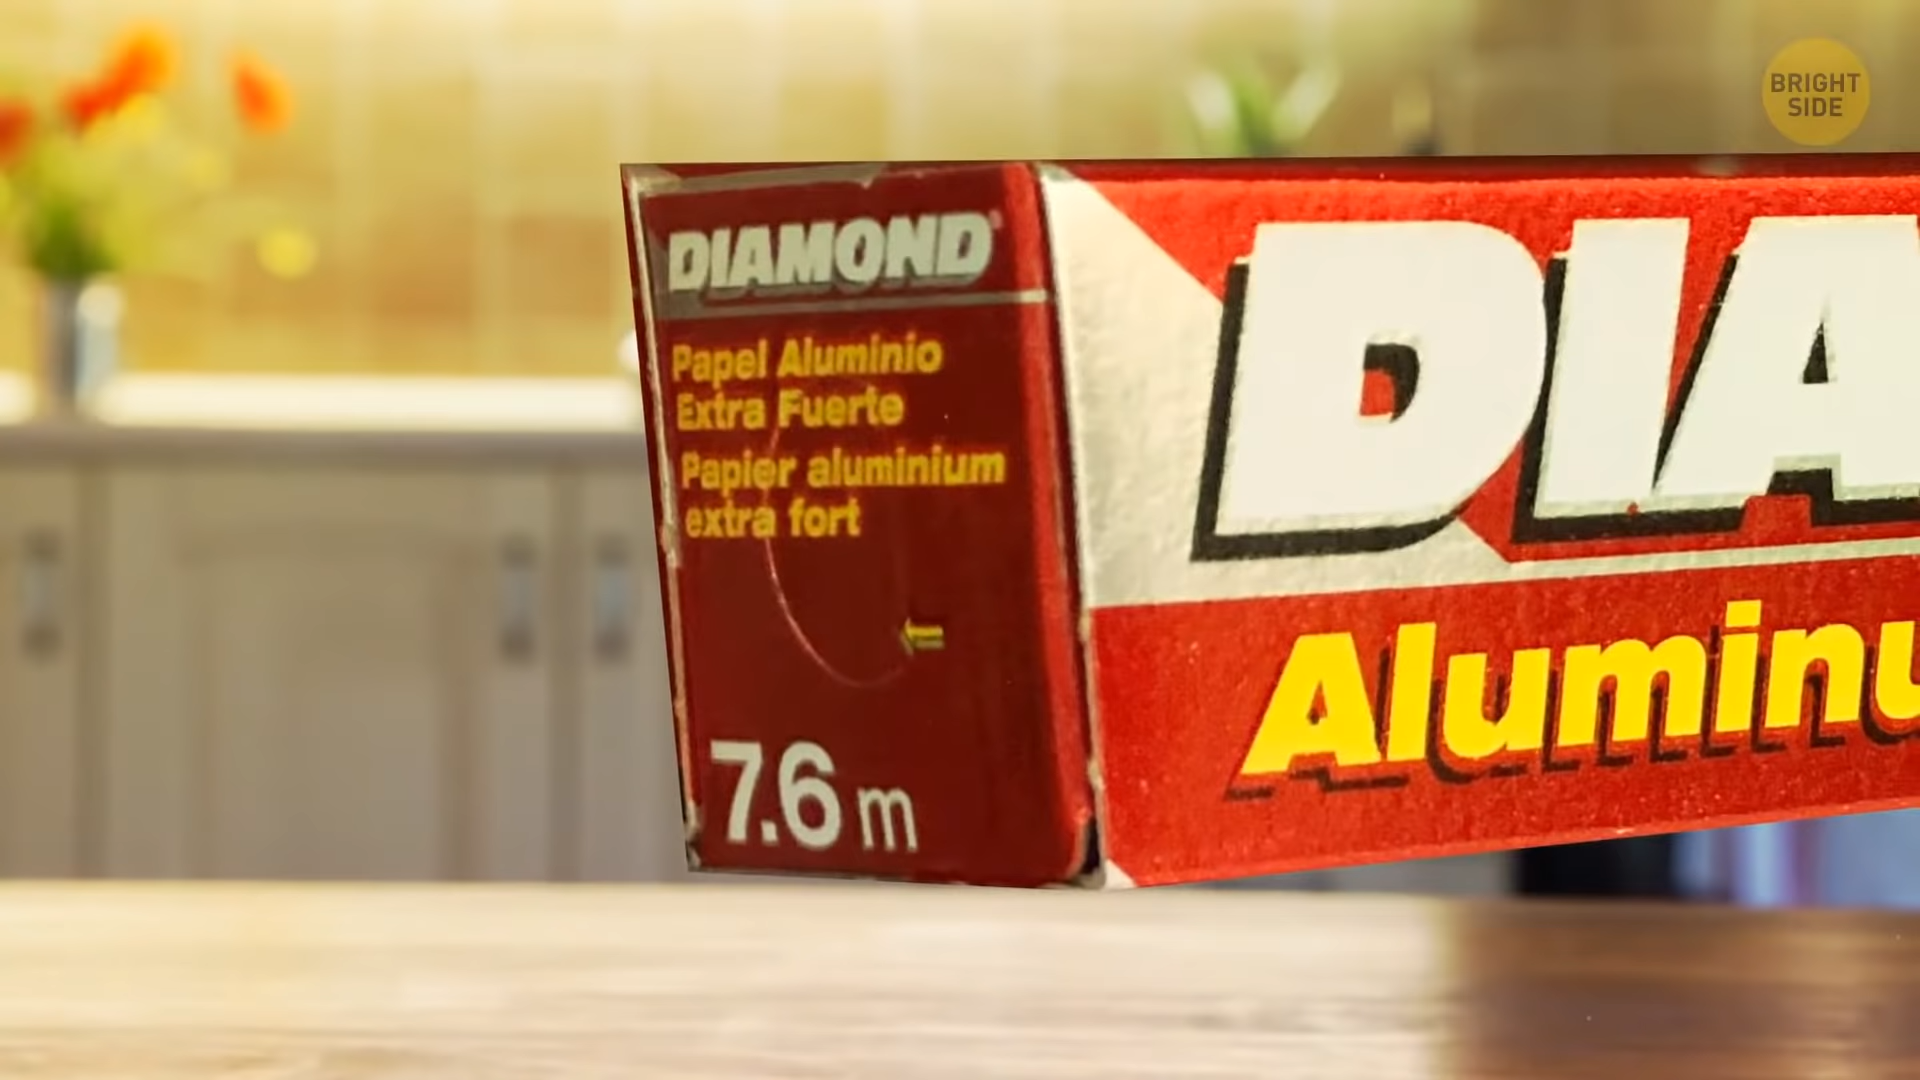 BRIGHT
SIDE
DIAMOND
Papel Aluminio
Extra Fuerte
Papier aluminium
extra fort
7.6 m
DIA
Aluminu